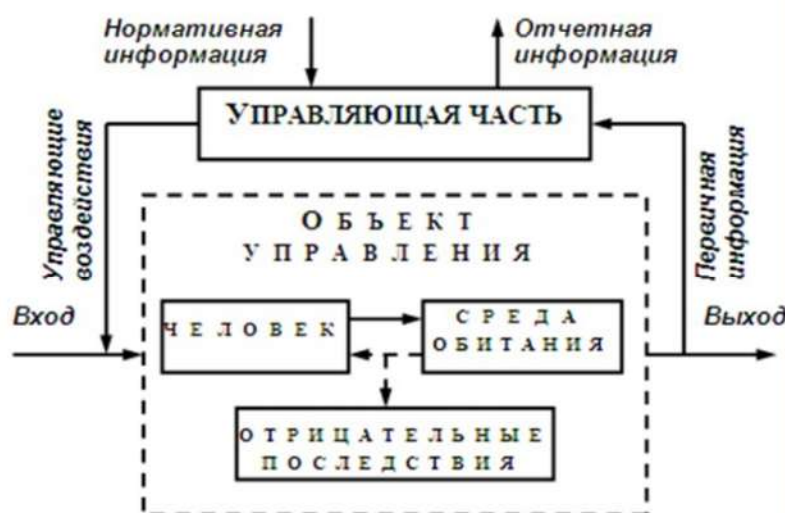 Нормативная
информация
Отчетная
информация
УПРАВЛЯЮЩАЯ ЧАСТЬ
Управляющие
воздействия
Первичная
информация
ОБЪЕКТ
УПРАВЛЕНИЯ
Вход
Выход
ЧЕЛОВЕК
СРЕДА
ОБИТАНИЯ
ОТРИЦАТЕЛЬНЫЕ
ПОСЛЕДСТВИЯ